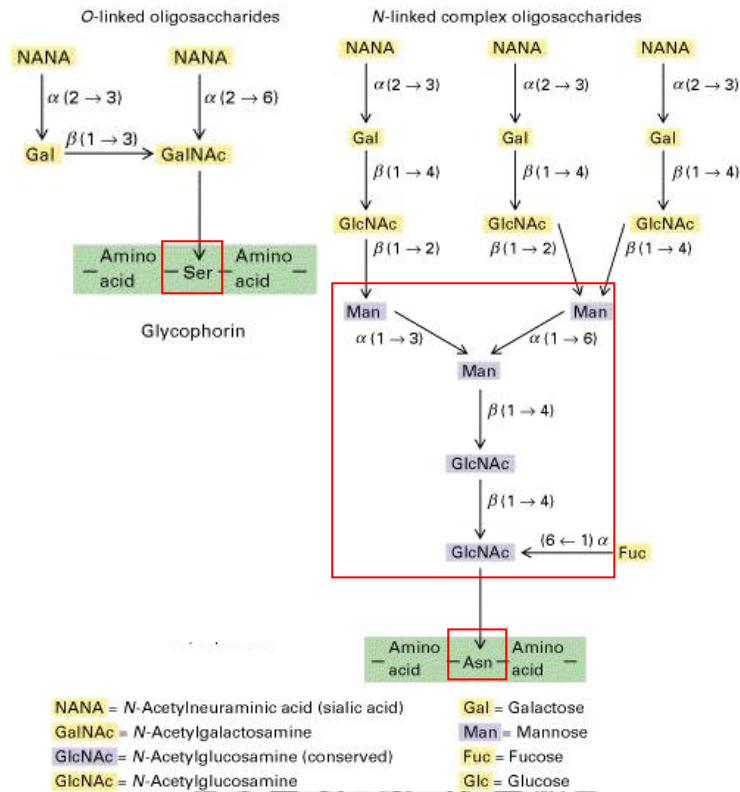 O-linked oligosaccharides
NANA NANA
α(2 → 3) α(2 → 6)
β(1 → 3)
Gal GalNAc
Amino acid – Ser – Amino acid –
Glycophorin
N-linked complex oligosaccharides
NANA NANA NANA
α(2 → 3) α(2 → 3) α(2 → 3)
Gal Gal Gal
β(1 → 4) β(1 → 4) β(1 → 4)
GlcNAc GlcNAc GlcNAc
β(1 → 2) β(1 → 2) β(1 → 4)
Man Man
α(1 → 3) α(1 → 6)
Man
β(1 → 4)
GlcNAc
β(1 → 4)
GlcNAc (6 ← 1) α Fuc
Amino acid – Asn – Amino acid –
NANA = N-Acetylneuraminic acid (sialic acid)
GalNAc = N-Acetylgalactosamine
GlcNAc = N-Acetylglucosamine (conserved)
GlcNAc = N-Acetylglucosamine
Gal = Galactose
Man = Mannose
Fuc = Fucose
Glc = Glucose